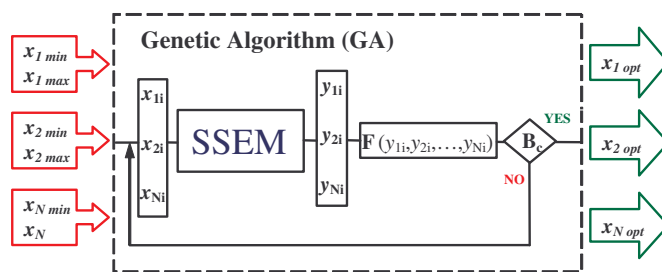 Genetic Algorithm (GA)
x1 min
x1 max
x2 min
x2 max
xN min
xN
x1i
x2i
xNi
SSEM
y1i
y2i
yNi
F (y1i,y2i,…,yNi)
Bc
YES
NO
x1 opt
x2 opt
xN opt